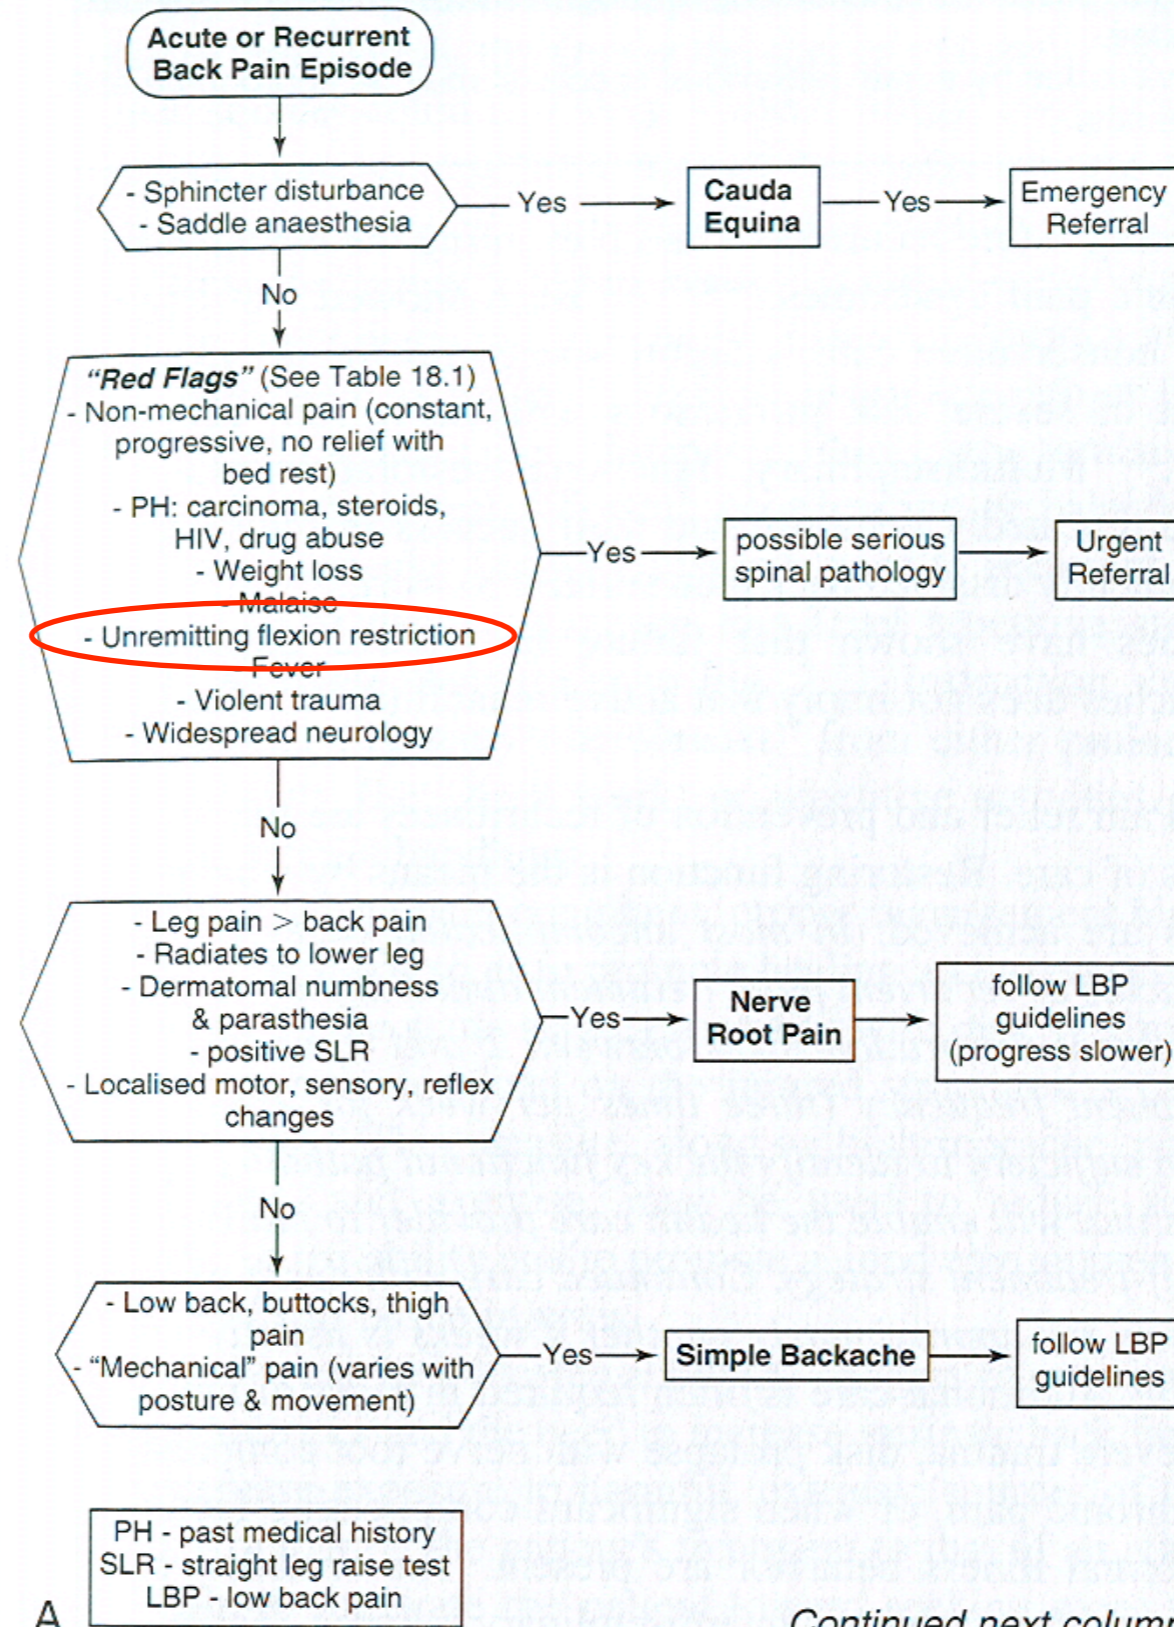 Acute or Recurrent
Back Pain Episode
- Sphincter disturbance
- Saddle anaesthesia
Yes
Cauda
Equina
Yes
Emergency
Referral
No
"Red Flags" (See Table 18.1)
- Non-mechanical pain (constant,
progressive, no relief with
bed rest)
- PH: carcinoma, steroids,
HIV, drug abuse
- Weight loss
- Malaise
- Unremitting flexion restriction
- Fever
- Violent trauma
- Widespread neurology
Yes
possible serious
spinal pathology
Urgent
Referral
No
- Leg pain > back pain
- Radiates to lower leg
- Dermatomal numbness
& parasthesia
- positive SLR
- Localised motor, sensory, reflex
changes
Yes
Nerve
Root Pain
follow LBP
guidelines
(progress slower)
No
- Low back, buttocks, thigh
pain
- "Mechanical" pain (varies with
posture & movement)
Yes
Simple Backache
follow LBP
guidelines
PH - past medical history
SLR - straight leg raise test
LBP - low back pain
A
Continued next column